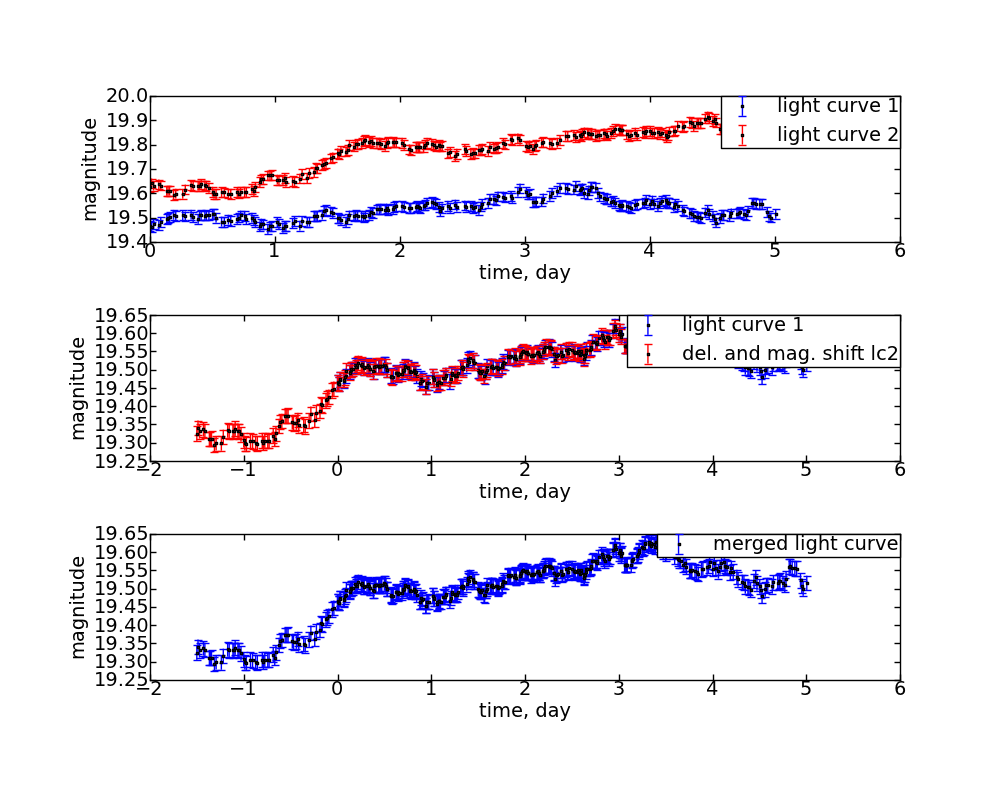 20.0
19.9
19.8
19.7
19.6
19.5
19.4
magnitude
light curve 1
light curve 2
0 1 2 3 4 5 6
time, day
19.65
19.60
19.55
19.50
19.45
19.40
19.35
19.30
19.25
magnitude
light curve 1
del. and mag. shift lc2
−2 −1 0 1 2 3 4 5 6
time, day
19.65
19.60
19.55
19.50
19.45
19.40
19.35
19.30
19.25
magnitude
merged light curve
−2 −1 0 1 2 3 4 5 6
time, day